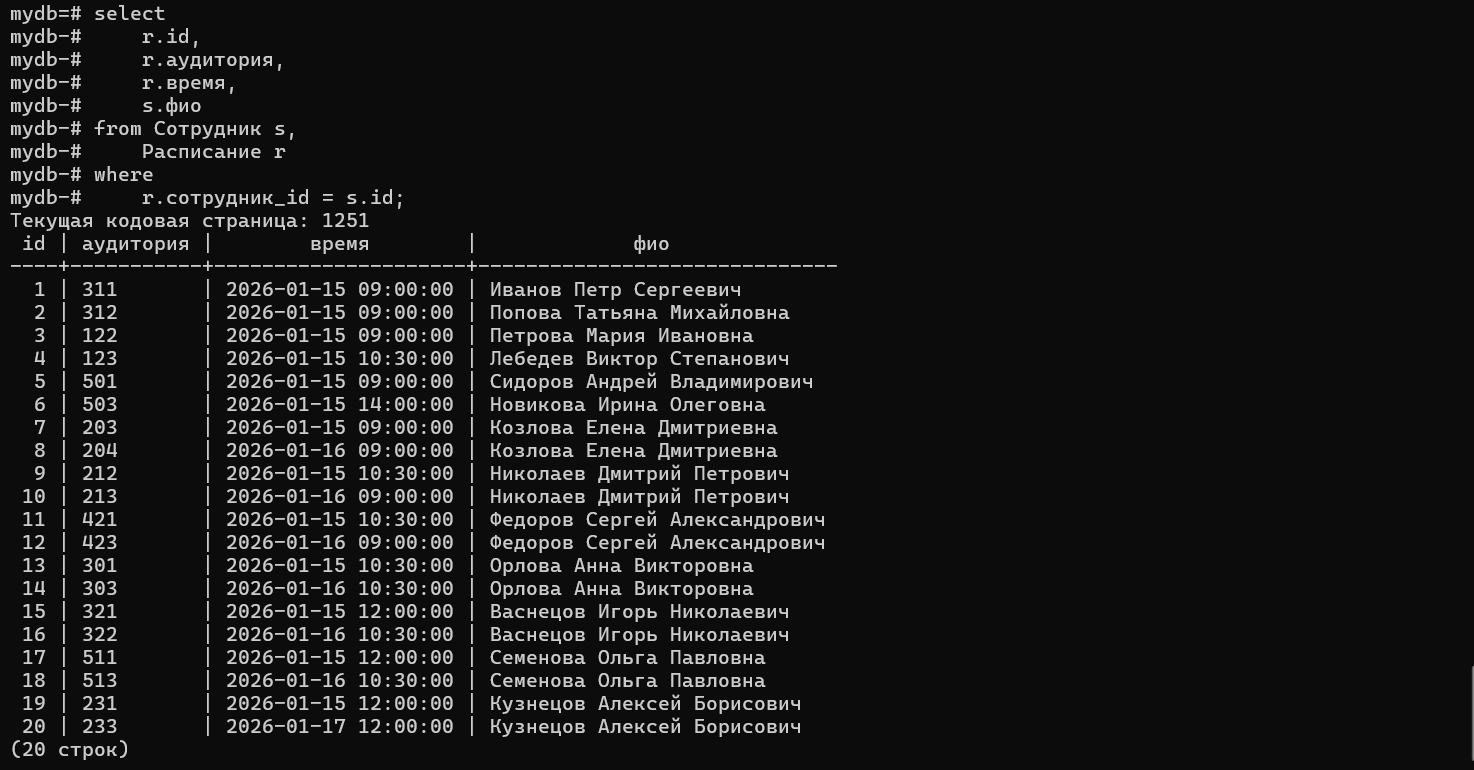 mydb=# select
mydb-#     r.id,
mydb-#     r.аудитория,
mydb-#     r.время,
mydb-#     s.фио
mydb-# from Сотрудник s,
mydb-#     Расписание r
mydb-# where
mydb-#     r.сотрудник_id = s.id;
Текущая кодовая страница: 1251
 id | аудитория |        время        |             фио
----+-----------+---------------------+------------------------------
  1 | 311       | 2026-01-15 09:00:00 | Иванов Петр Сергеевич
  2 | 312       | 2026-01-15 09:00:00 | Попова Татьяна Михайловна
  3 | 122       | 2026-01-15 09:00:00 | Петрова Мария Ивановна
  4 | 123       | 2026-01-15 10:30:00 | Лебедев Виктор Степанович
  5 | 501       | 2026-01-15 09:00:00 | Сидоров Андрей Владимирович
  6 | 503       | 2026-01-15 14:00:00 | Новикова Ирина Олеговна
  7 | 203       | 2026-01-15 09:00:00 | Козлова Елена Дмитриевна
  8 | 204       | 2026-01-16 09:00:00 | Козлова Елена Дмитриевна
  9 | 212       | 2026-01-15 10:30:00 | Николаев Дмитрий Петрович
 10 | 213       | 2026-01-16 09:00:00 | Николаев Дмитрий Петрович
 11 | 421       | 2026-01-15 10:30:00 | Федоров Сергей Александрович
 12 | 423       | 2026-01-16 09:00:00 | Федоров Сергей Александрович
 13 | 301       | 2026-01-15 10:30:00 | Орлова Анна Викторовна
 14 | 303       | 2026-01-16 10:30:00 | Орлова Анна Викторовна
 15 | 321       | 2026-01-15 12:00:00 | Васнецов Игорь Николаевич
 16 | 322       | 2026-01-16 10:30:00 | Васнецов Игорь Николаевич
 17 | 511       | 2026-01-15 12:00:00 | Семенова Ольга Павловна
 18 | 513       | 2026-01-16 10:30:00 | Семенова Ольга Павловна
 19 | 231       | 2026-01-15 12:00:00 | Кузнецов Алексей Борисович
 20 | 233       | 2026-01-17 12:00:00 | Кузнецов Алексей Борисович
(20 строк)